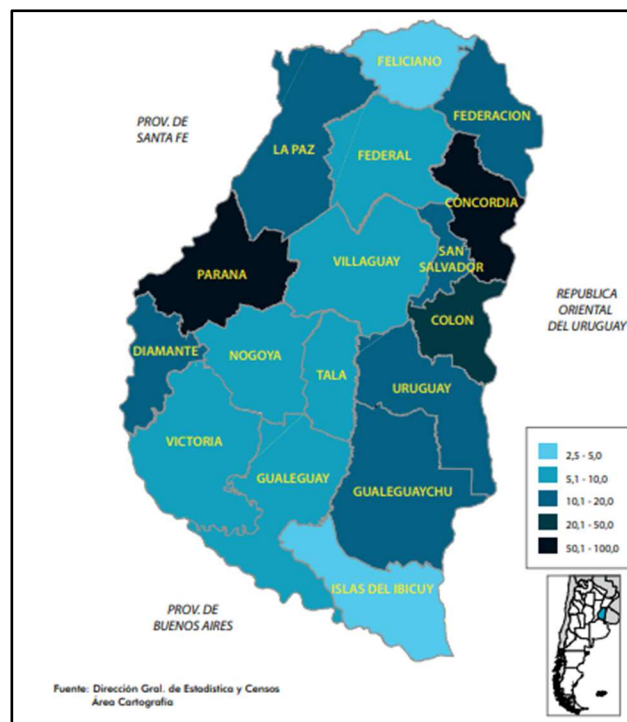 FELICIANO
FEDERACION
PROV. DE
SANTA FE
LA PAZ
FEDERAL
CONCORDIA
PARANA
VILLAGUAY
SAN
SALVADOR
REPUBLICA
ORIENTAL
DEL URUGUAY
COLON
DIAMANTE
NOGOYA
TALA
URUGUAY
VICTORIA
GUALEGUAY
GUALEGUAYCHU
2,5 - 5,0
5,1 - 10,0
10,1 - 20,0
20,1 - 50,0
50,1 - 100,0
ISLAS DEL IBICUY
PROV. DE
BUENOS AIRES
Fuente: Dirección Gral. de Estadística y Censos
Área Cartografia